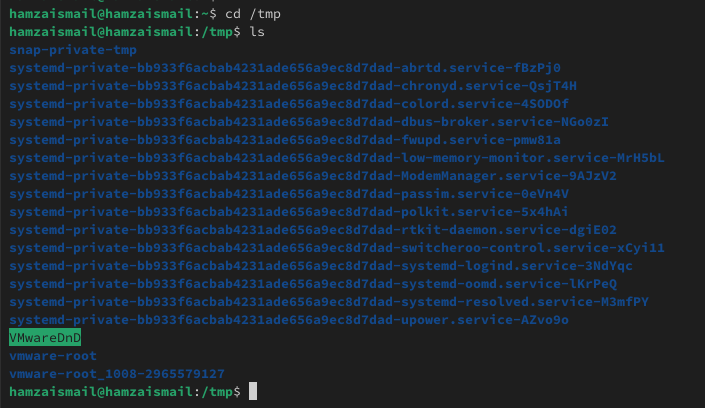 hamzaismail@hamzaismail:~$ cd /tmp
hamzaismail@hamzaismail:/tmp$ ls
snap-private-tmp
systemd-private-bb933f6acbab4231ade656a9ec8d7dad-abrtd.service-fBzPj0
systemd-private-bb933f6acbab4231ade656a9ec8d7dad-chronyd.service-QsjT4H
systemd-private-bb933f6acbab4231ade656a9ec8d7dad-colord.service-4SODOf
systemd-private-bb933f6acbab4231ade656a9ec8d7dad-dbus-broker.service-NGo0zI
systemd-private-bb933f6acbab4231ade656a9ec8d7dad-fwupd.service-pmw81a
systemd-private-bb933f6acbab4231ade656a9ec8d7dad-low-memory-monitor.service-MrH5bL
systemd-private-bb933f6acbab4231ade656a9ec8d7dad-ModemManager.service-9AJzV2
systemd-private-bb933f6acbab4231ade656a9ec8d7dad-passim.service-0eVn4V
systemd-private-bb933f6acbab4231ade656a9ec8d7dad-polkit.service-Sx4hAi
systemd-private-bb933f6acbab4231ade656a9ec8d7dad-rtkit-daemon.service-dgiE02
systemd-private-bb933f6acbab4231ade656a9ec8d7dad-switcheroo-control.service-xCyi11
systemd-private-bb933f6acbab4231ade656a9ec8d7dad-systemd-logind.service-3NdYqc
systemd-private-bb933f6acbab4231ade656a9ec8d7dad-systemd-oomd.service-lKrPeQ
systemd-private-bb933f6acbab4231ade656a9ec8d7dad-systemd-resolved.service-M3mfPY
systemd-private-bb933f6acbab4231ade656a9ec8d7dad-upower.service-AZvo9o
VMwareDnD
vmware-root
vmware-root_1008-2965579127
hamzaismail@hamzaismail:/tmp$